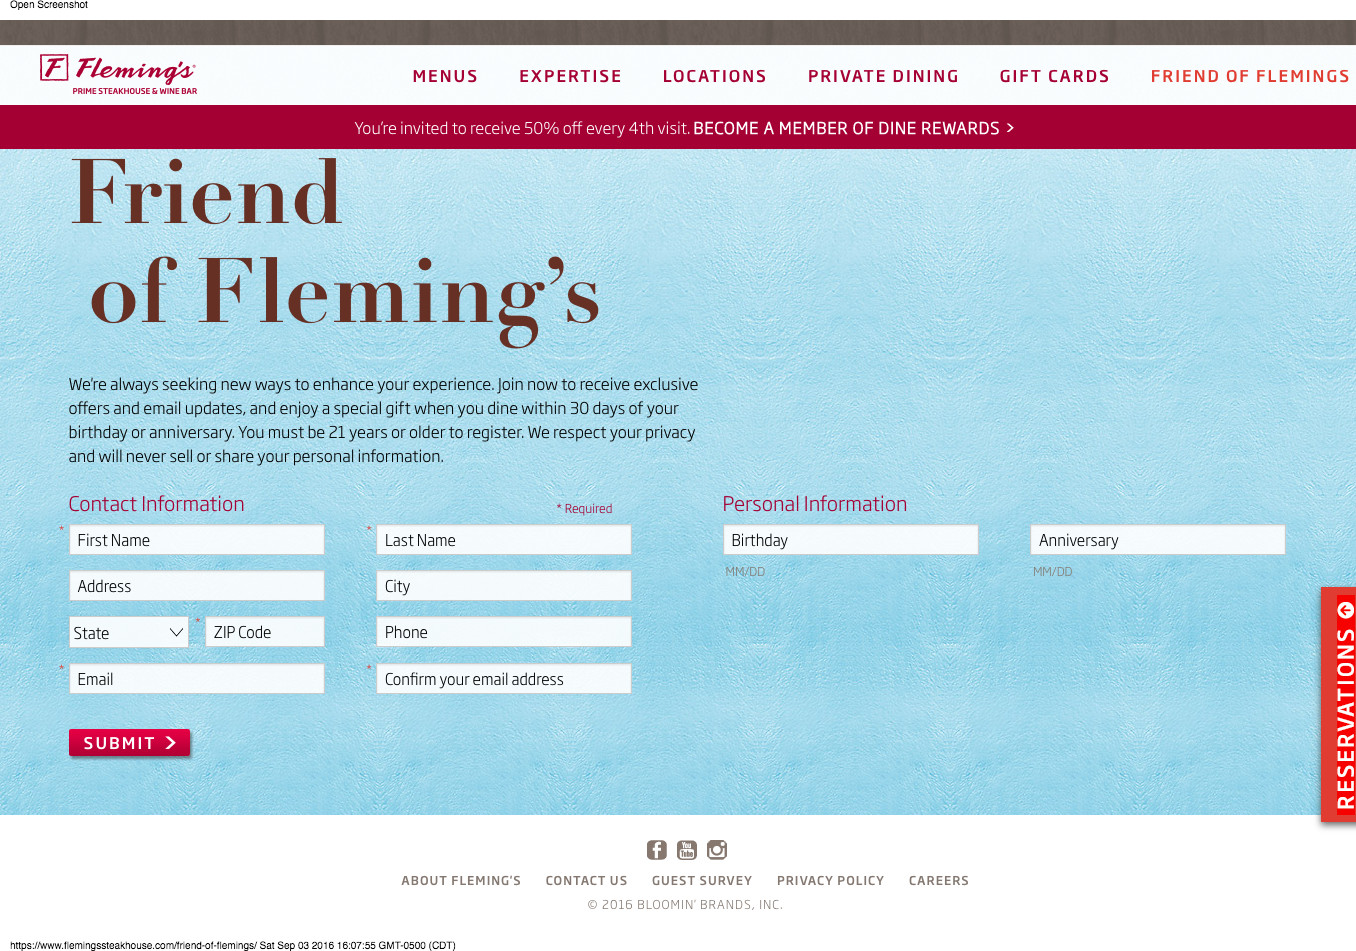 Open Screenshot
F Fleming's
PRIME STEAKHOUSE & WINE BAR
MENUS EXPERTISE LOCATIONS PRIVATE DINING GIFT CARDS FRIEND OF FLEMINGS
You're invited to receive 50% off every 4th visit. BECOME A MEMBER OF DINE REWARDS >
Friend
of Fleming's
We're always seeking new ways to enhance your experience. Join now to receive exclusive
offers and email updates, and enjoy a special gift when you dine within 30 days of your
birthday or anniversary. You must be 21 years or older to register. We respect your privacy
and will never sell or share your personal information.
Contact Information * Required Personal Information
* First Name * Last Name Birthday Anniversary
MM/DD MM/DD
Address City
State * ZIP Code Phone
* Email * Confirm your email address
SUBMIT >
RESERVATIONS
You Tube
ABOUT FLEMING'S CONTACT US GUEST SURVEY PRIVACY POLICY CAREERS
© 2016 BLOOMIN' BRANDS, INC.
https://www.flemingssteakhouse.com/friend-of-flemings/ Sat Sep 03 2016 16:07:55 GMT-0500 (CDT)